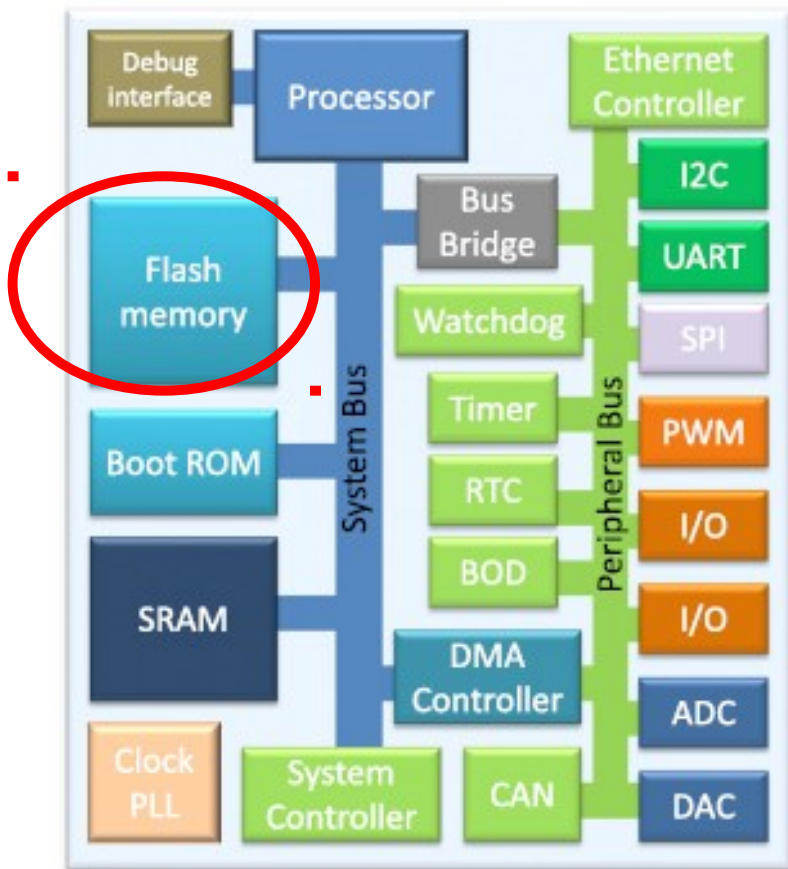 Debug
interface
Processor
Ethernet
Controller
Flash
memory
Bus
Bridge
I2C
UART
Watchdog
SPI
System Bus
Timer
Peripheral Bus
PWM
Boot ROM
RTC
I/O
BOD
SRAM
I/O
DMA
Controller
ADC
Clock
PLL
System
Controller
CAN
DAC